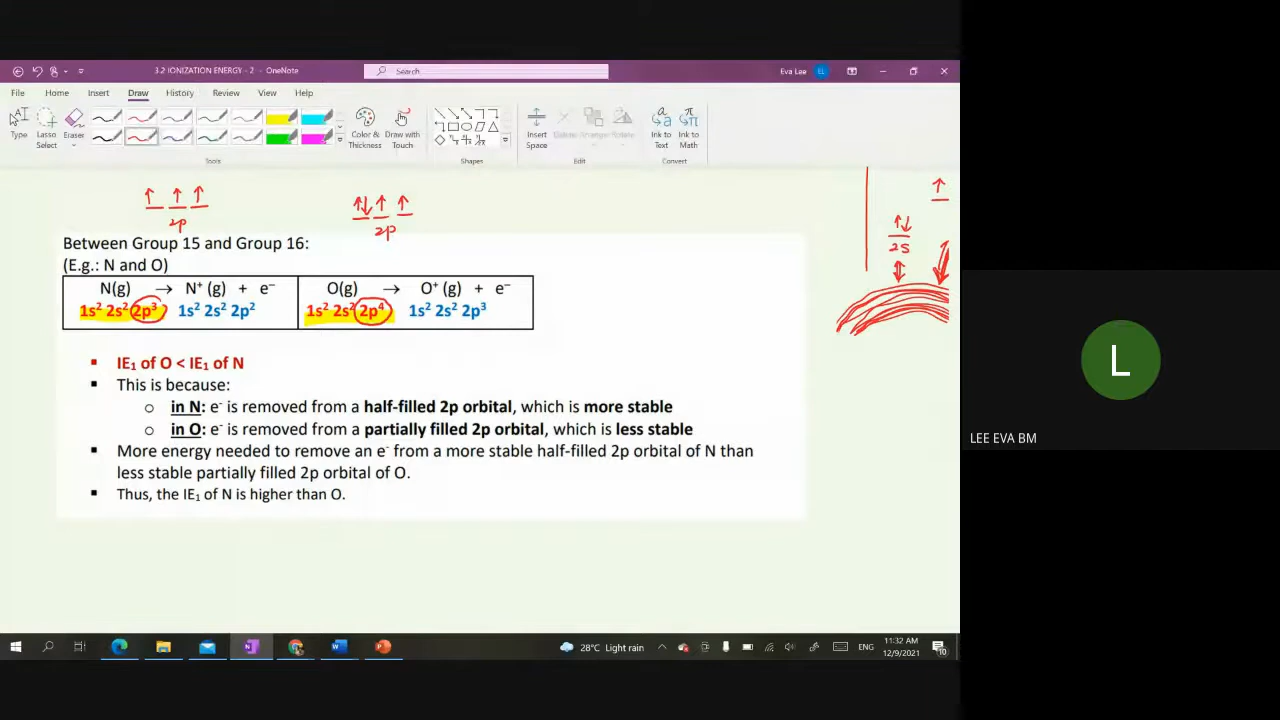 3.2 IONIZATION ENERGY - 2 - OneNote
Search
Eva Lee
EL
File Home Insert Draw History Review View Help
Type
Lasso Select
Eraser
Color & Thickness
Draw with Touch
Insert Space
Ink to Text
Ink to Math
Tools
Shapes
Edit
Convert
↑ ↑ ↑
2p
↑↓ ↑ ↑
2p
↑
↑↓
2s
Between Group 15 and Group 16:
(E.g.: N and O)
N(g) → N⁺ (g) + e⁻
1s² 2s² 2p³ 1s² 2s² 2p²
O(g) → O⁺ (g) + e⁻
1s² 2s² 2p⁴ 1s² 2s² 2p³
▪ IE₁ of O < IE₁ of N
▪ This is because:
o in N: e⁻ is removed from a half-filled 2p orbital, which is more stable
o in O: e⁻ is removed from a partially filled 2p orbital, which is less stable
▪ More energy needed to remove an e⁻ from a more stable half-filled 2p orbital of N than
less stable partially filled 2p orbital of O.
▪ Thus, the IE₁ of N is higher than O.
L
LEE EVA BM
28°C Light rain
ENG
11:32 AM
12/9/2021
10